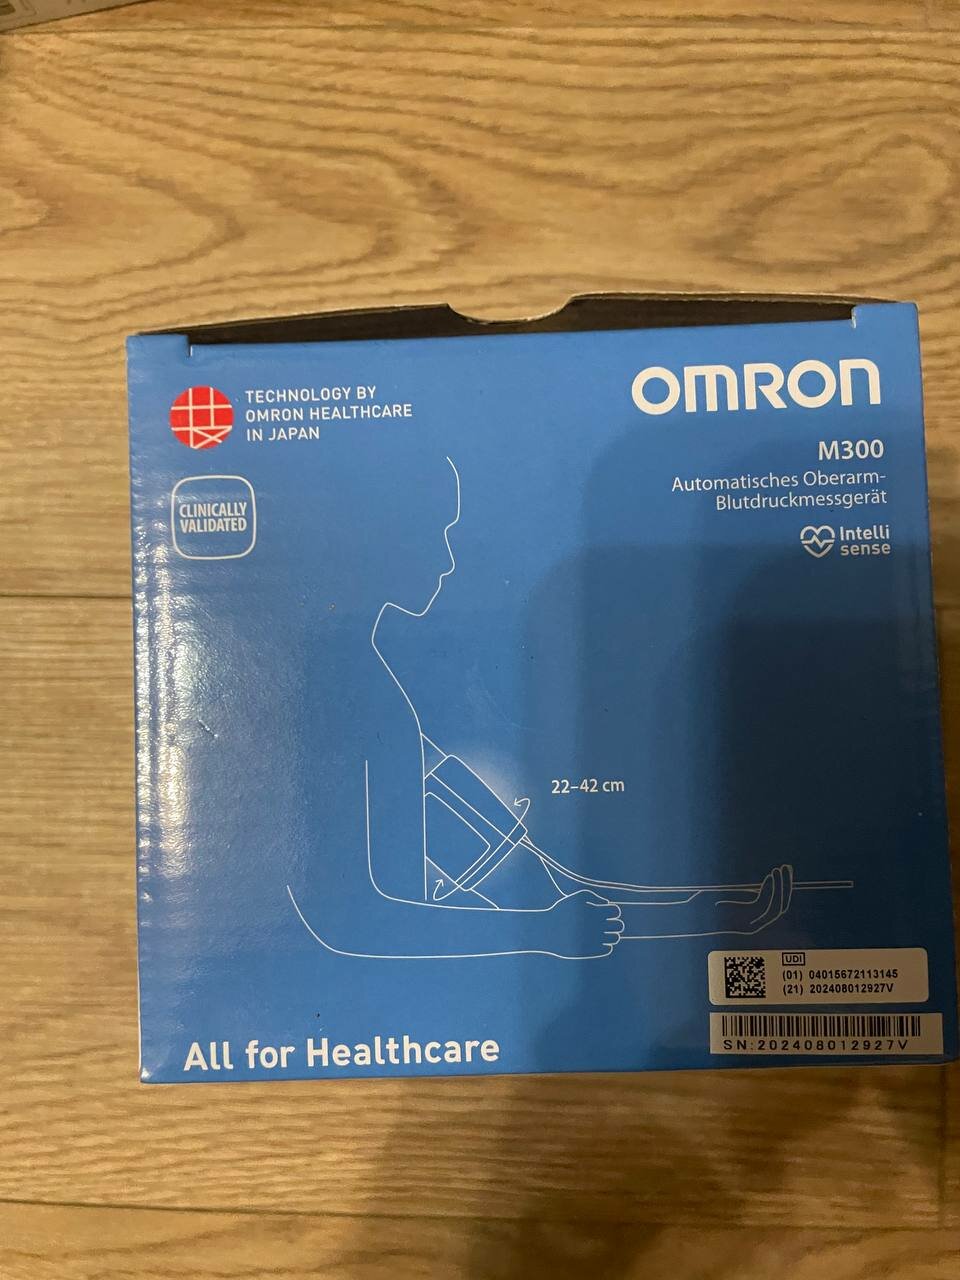 TECHNOLOGY BY
OMRON HEALTHCARE
IN JAPAN
OMRON
M300
Automatisches Oberarm-
Blutdruckmessgerät
Intelli
sense
CLINICALLY
VALIDATED
22–42 cm
UDI
(01) 04015672113145
(21) 202408012927V
SN:202408012927V
All for Healthcare